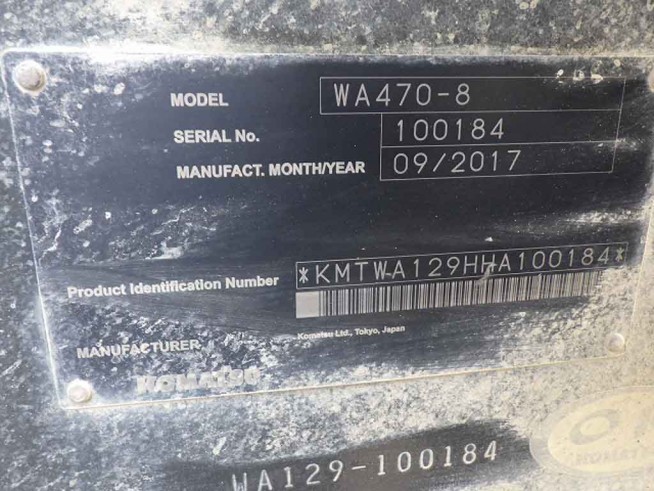 MODEL WA470-8
SERIAL No. 100184
MANUFACT. MONTH/YEAR 09/2017
Product Identification Number *KMTWA129HHA100184*
Komatsu Ltd., Tokyo, Japan
MANUFACTURER
KOMATSU
WA129-100184